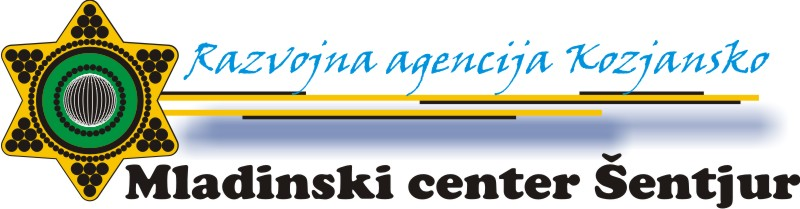 Razvojna agencija Kozjansko
Mladinski center Šentjur